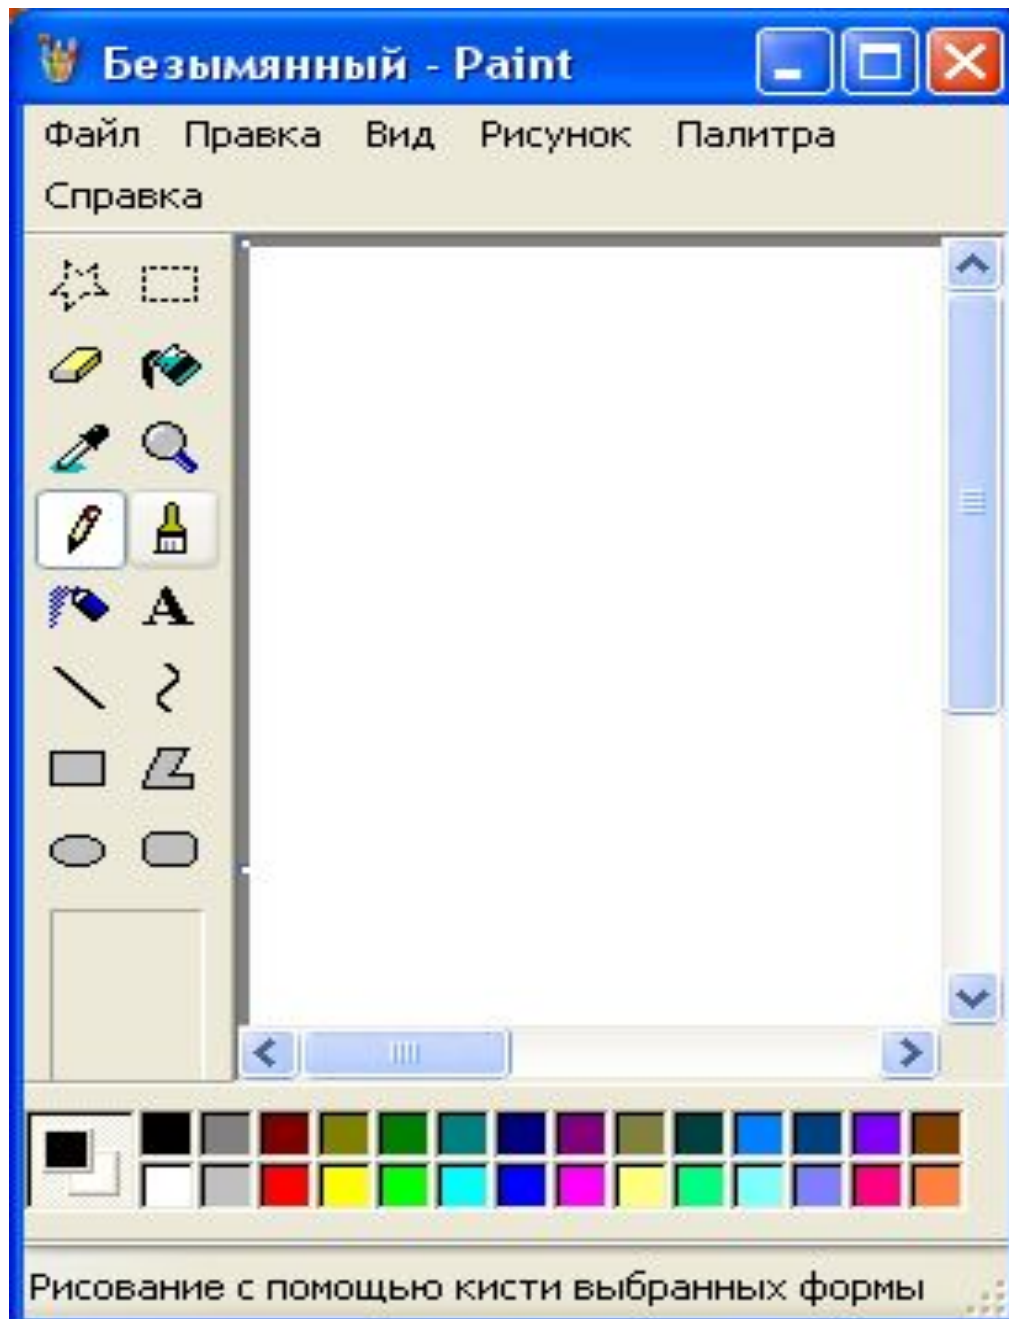 Безымянный - Paint
Файл Правка Вид Рисунок Палитра
Справка
A
Рисование с помощью кисти выбранных формы